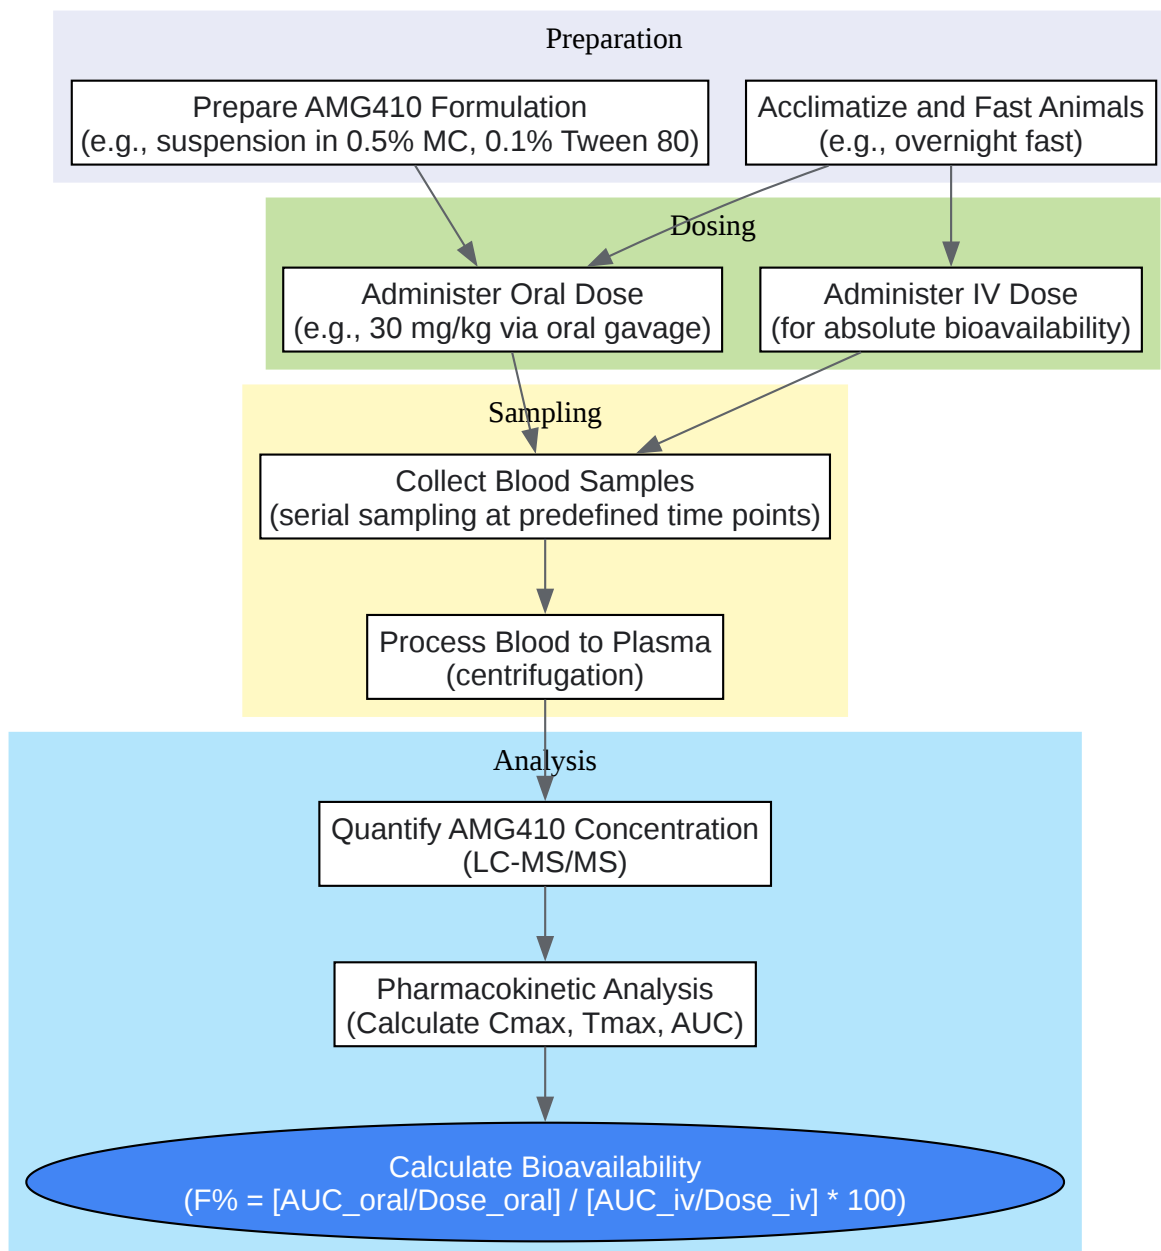 Preparation
Prepare AMG410 Formulation
(e.g., suspension in 0.5% MC, 0.1% Tween 80)
Acclimatize and Fast Animals
(e.g., overnight fast)
Dosing
Administer Oral Dose
(e.g., 30 mg/kg via oral gavage)
Administer IV Dose
(for absolute bioavailability)
Sampling
Collect Blood Samples
(serial sampling at predefined time points)
Process Blood to Plasma
(centrifugation)
Analysis
Quantify AMG410 Concentration
(LC-MS/MS)
Pharmacokinetic Analysis
(Calculate Cmax, Tmax, AUC)
Calculate Bioavailability
(F% = [AUC_oral/Dose_oral] / [AUC_iv/Dose_iv] * 100)